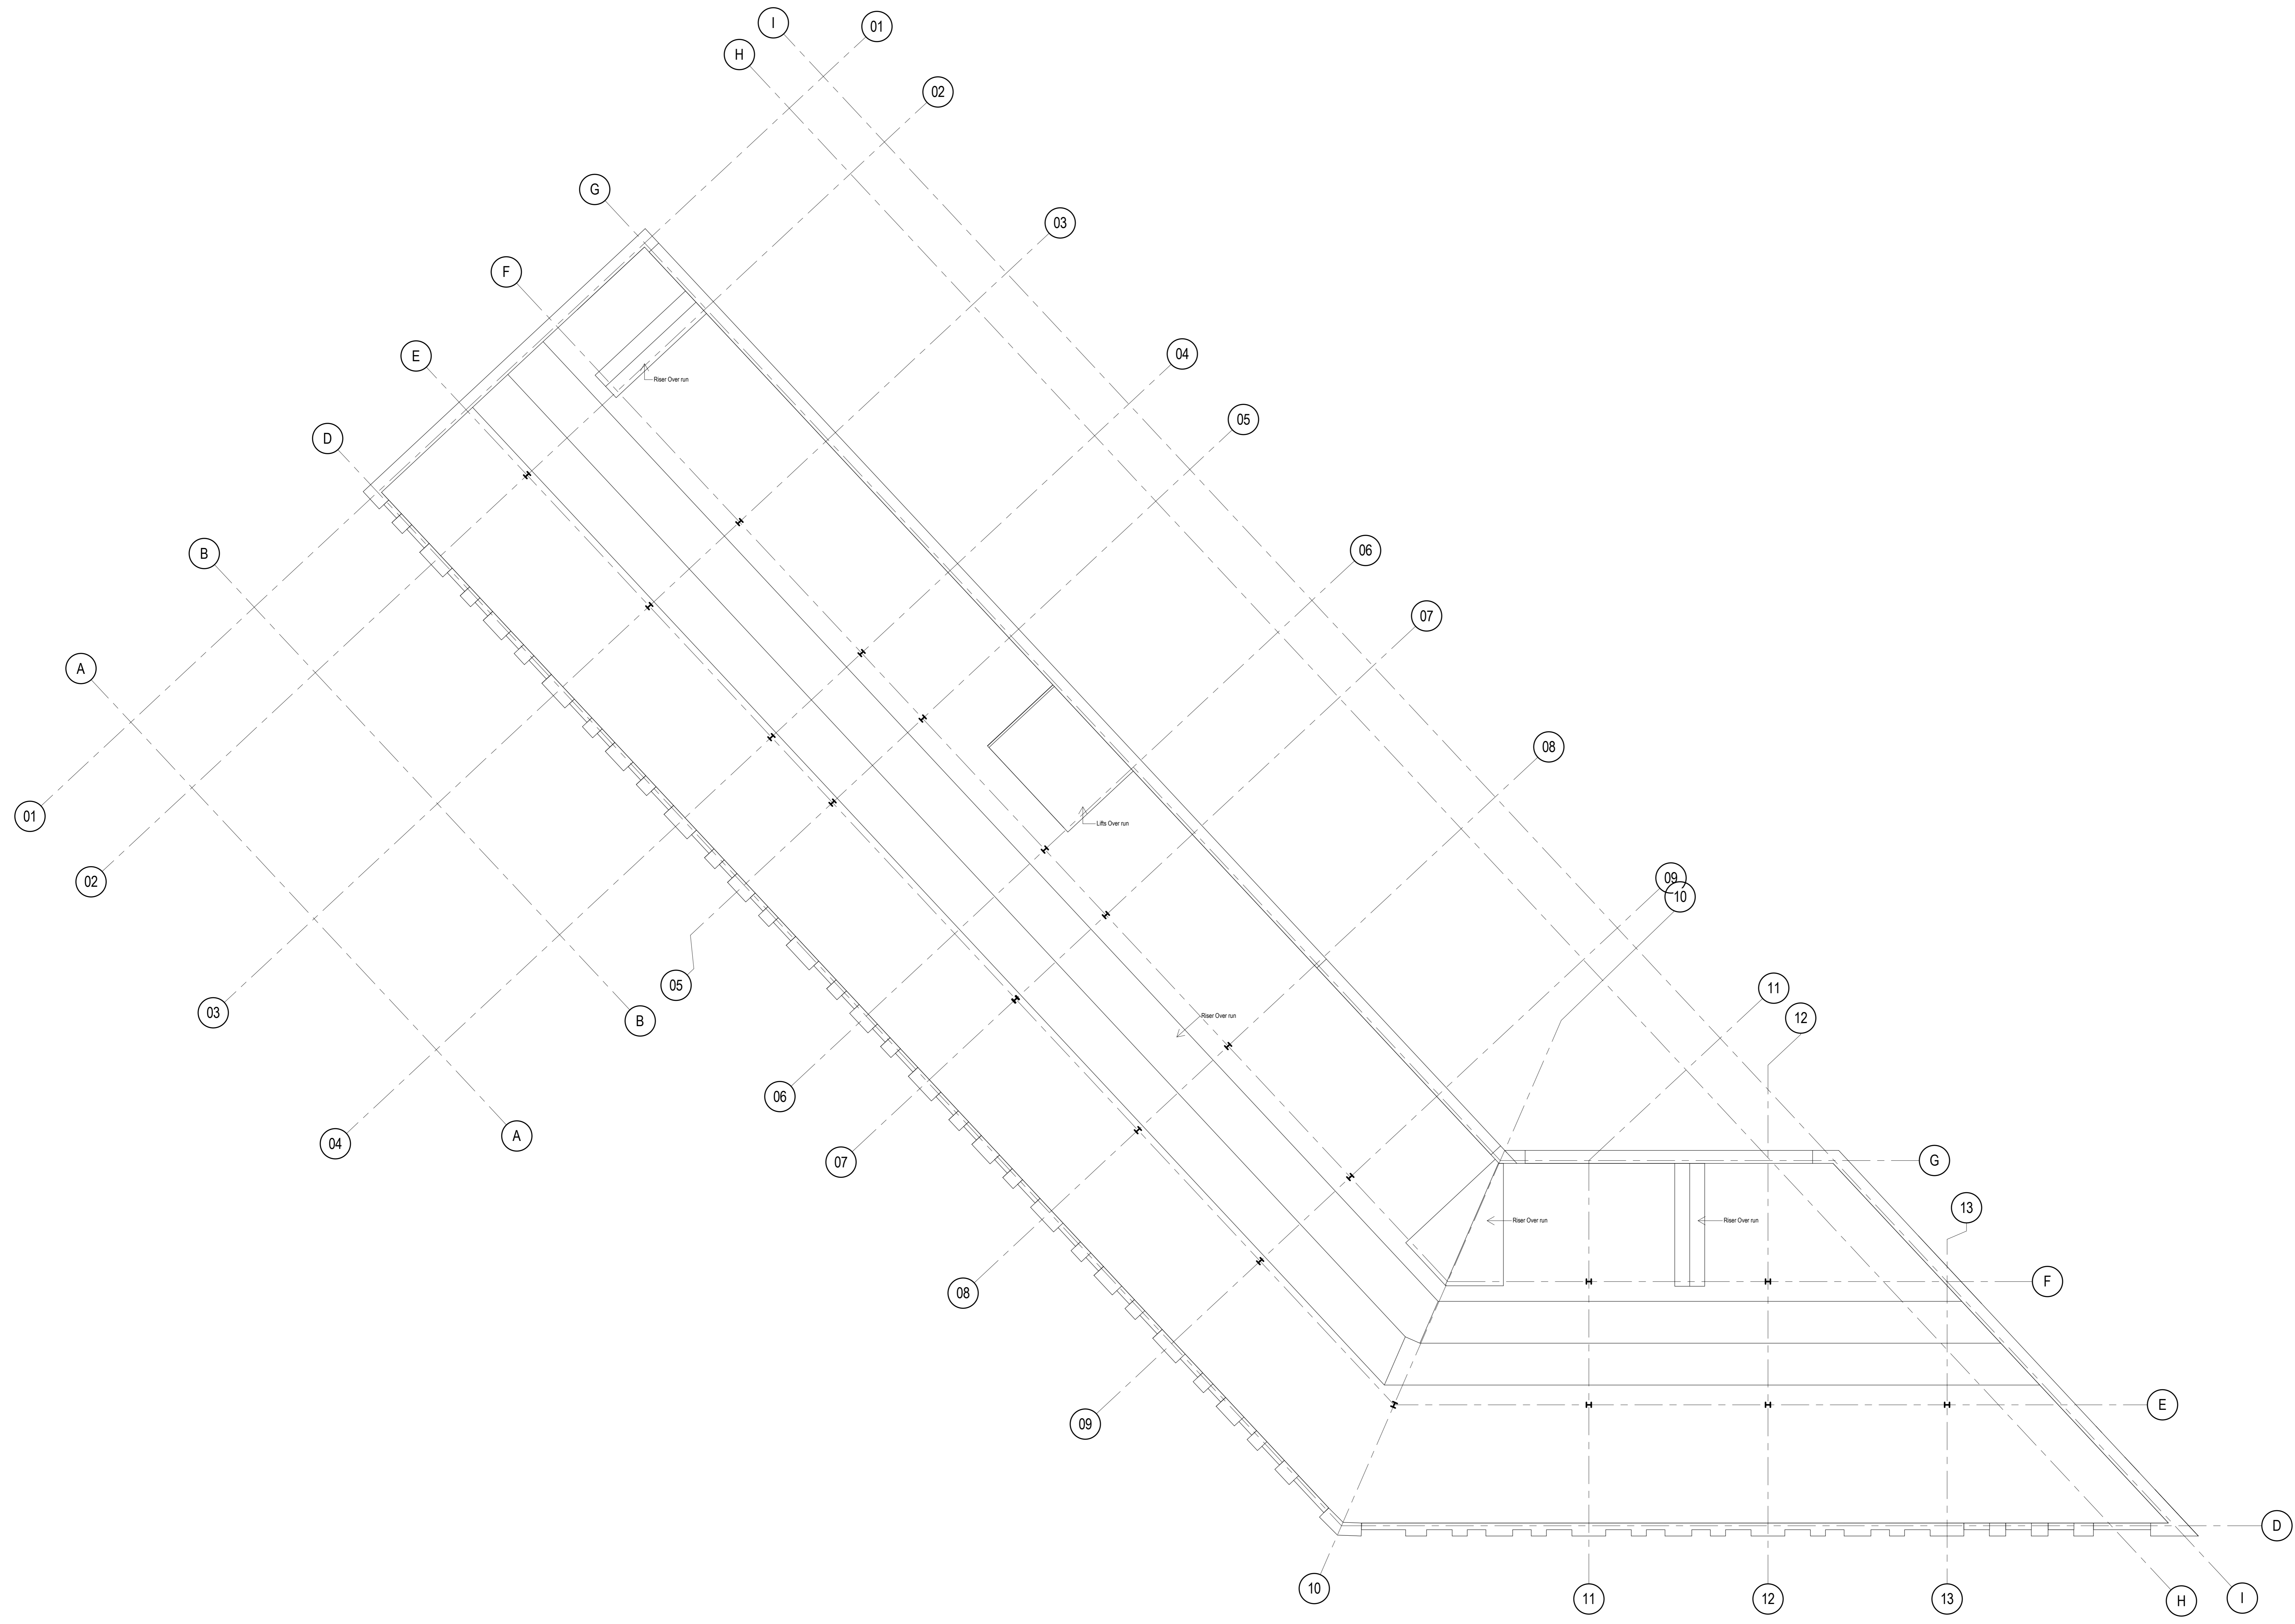 I
01
H
02
G
03
F
04
E
05
D
B
06
07
A
08
01
09
02
10
05
11
03
12
B
06
A
04
07
G
13
08
F
E
09
D
10
11
12
13
H
I
Riser Over run
Lifts Over run
Riser Over run
Riser Over run
Riser Over run